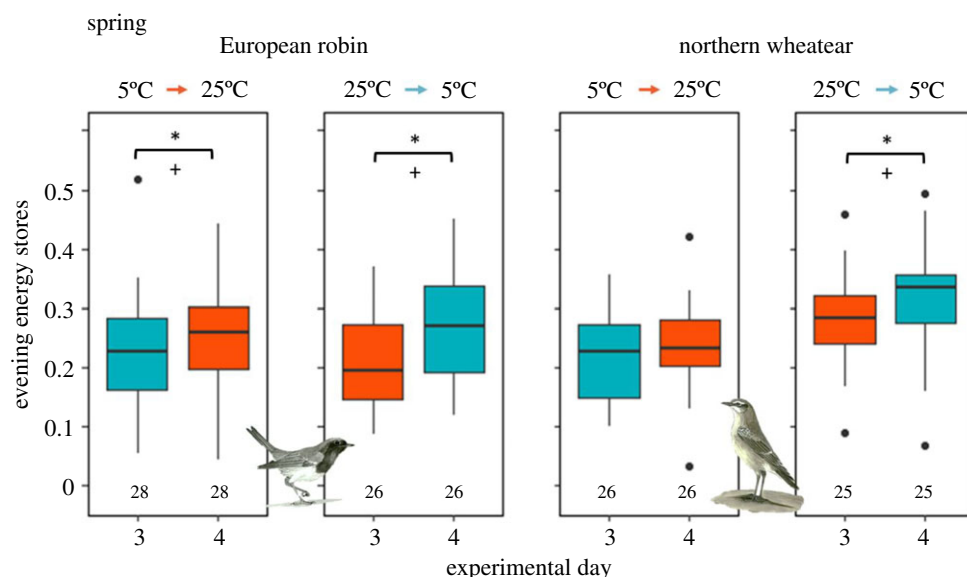 spring
European robin
northern wheatear
5ºC → 25ºC
25ºC → 5ºC
5ºC → 25ºC
25ºC → 5ºC
*
+
*
+
*
+
evening energy stores
0.5
0.4
0.3
0.2
0.1
0
28 28
26 26
26 26
25 25
3 4
3 4
3 4
3 4
experimental day